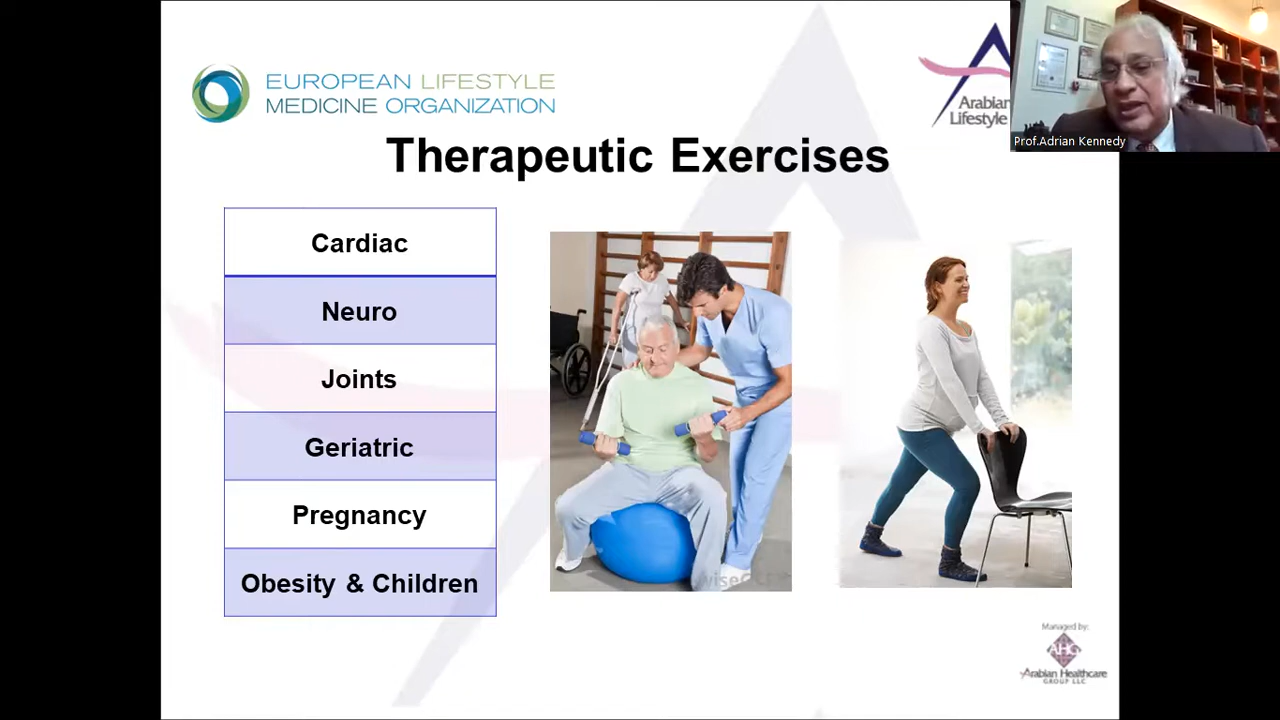 EUROPEAN LIFESTYLE
MEDICINE ORGANIZATION
Arabian
Lifestyle
Prof.Adrian Kennedy
Therapeutic Exercises
Cardiac
Neuro
Joints
Geriatric
Pregnancy
Obesity & Children
Managed by:
AHG
Arabian Healthcare
GROUP LLC